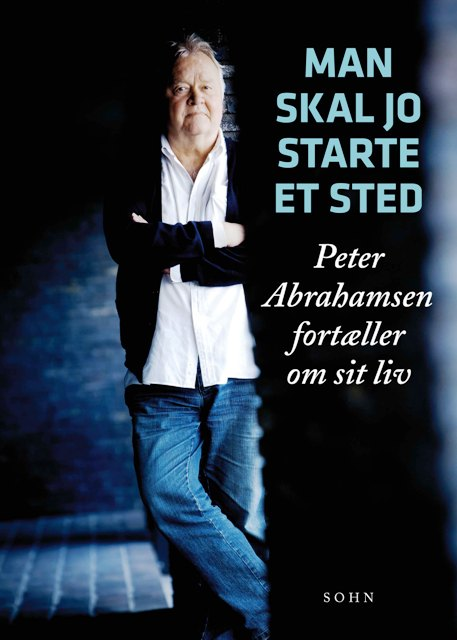 MAN
SKAL JO
STARTE
ET STED
Peter
Abrahamsen
fortæller
om sit liv
SOHN